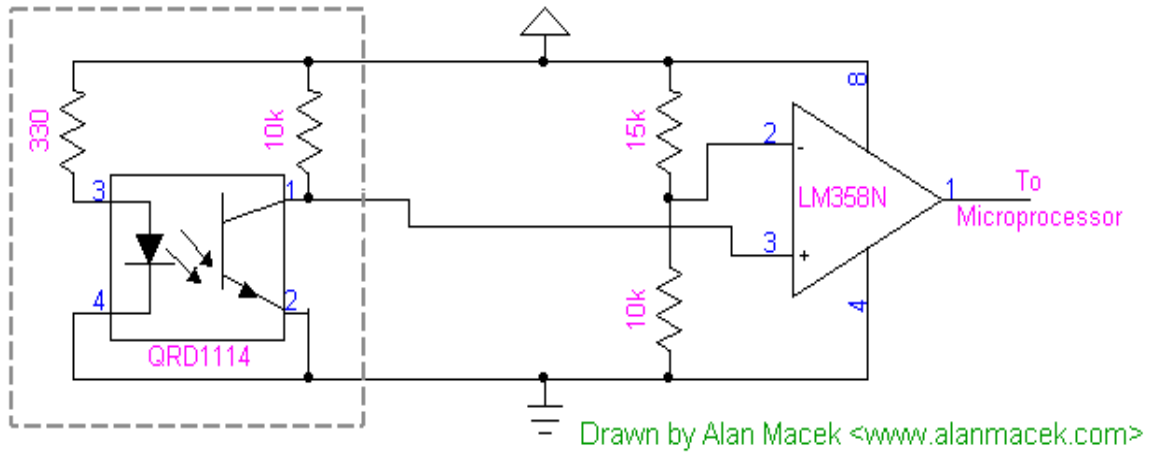 330
10k
15k
8
2
-
LM358N
1
To
Microprocessor
3
1
3
+
4
2
10k
4
QRD1114
Drawn by Alan Macek <www.alanmacek.com>